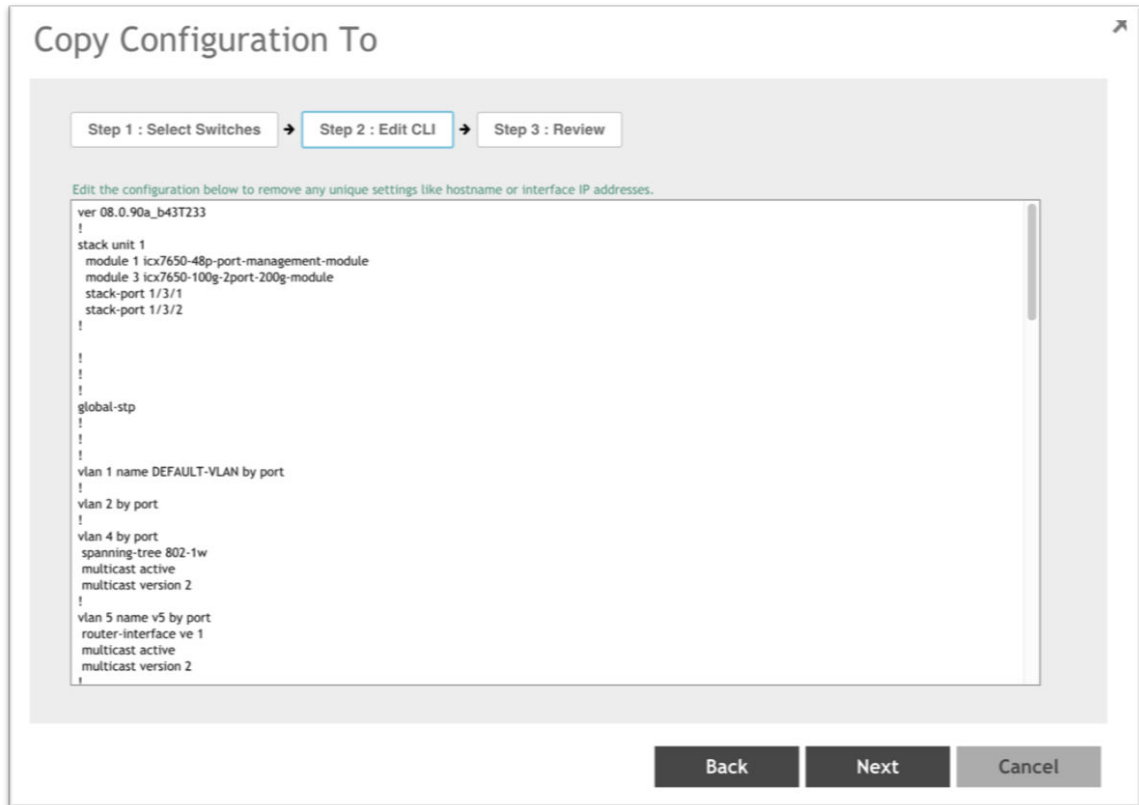 Copy Configuration To
Step 1 : Select Switches
Step 2 : Edit CLI
Step 3 : Review
Edit the configuration below to remove any unique settings like hostname or interface IP addresses.
ver 08.0.90a_b43T233
!
stack unit 1
module 1 icx7650-48p-port-management-module
module 3 icx7650-100g-2port-200g-module
stack-port 1/3/1
stack-port 1/3/2
!
!
!
!
global-stp
!
!
!
vlan 1 name DEFAULT-VLAN by port
!
vlan 2 by port
!
vlan 4 by port
spanning-tree 802-1w
multicast active
multicast version 2
!
vlan 5 name v5 by port
router-interface ve 1
multicast active
multicast version 2
!
Back
Next
Cancel